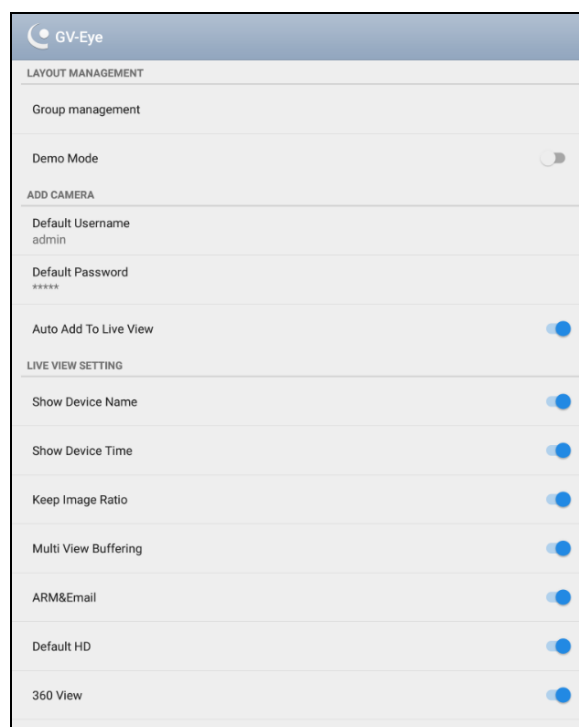 GV-Eye
LAYOUT MANAGEMENT
Group management
Demo Mode
ADD CAMERA
Default Username
admin
Default Password
*****
Auto Add To Live View
LIVE VIEW SETTING
Show Device Name
Show Device Time
Keep Image Ratio
Multi View Buffering
ARM&Email
Default HD
360 View